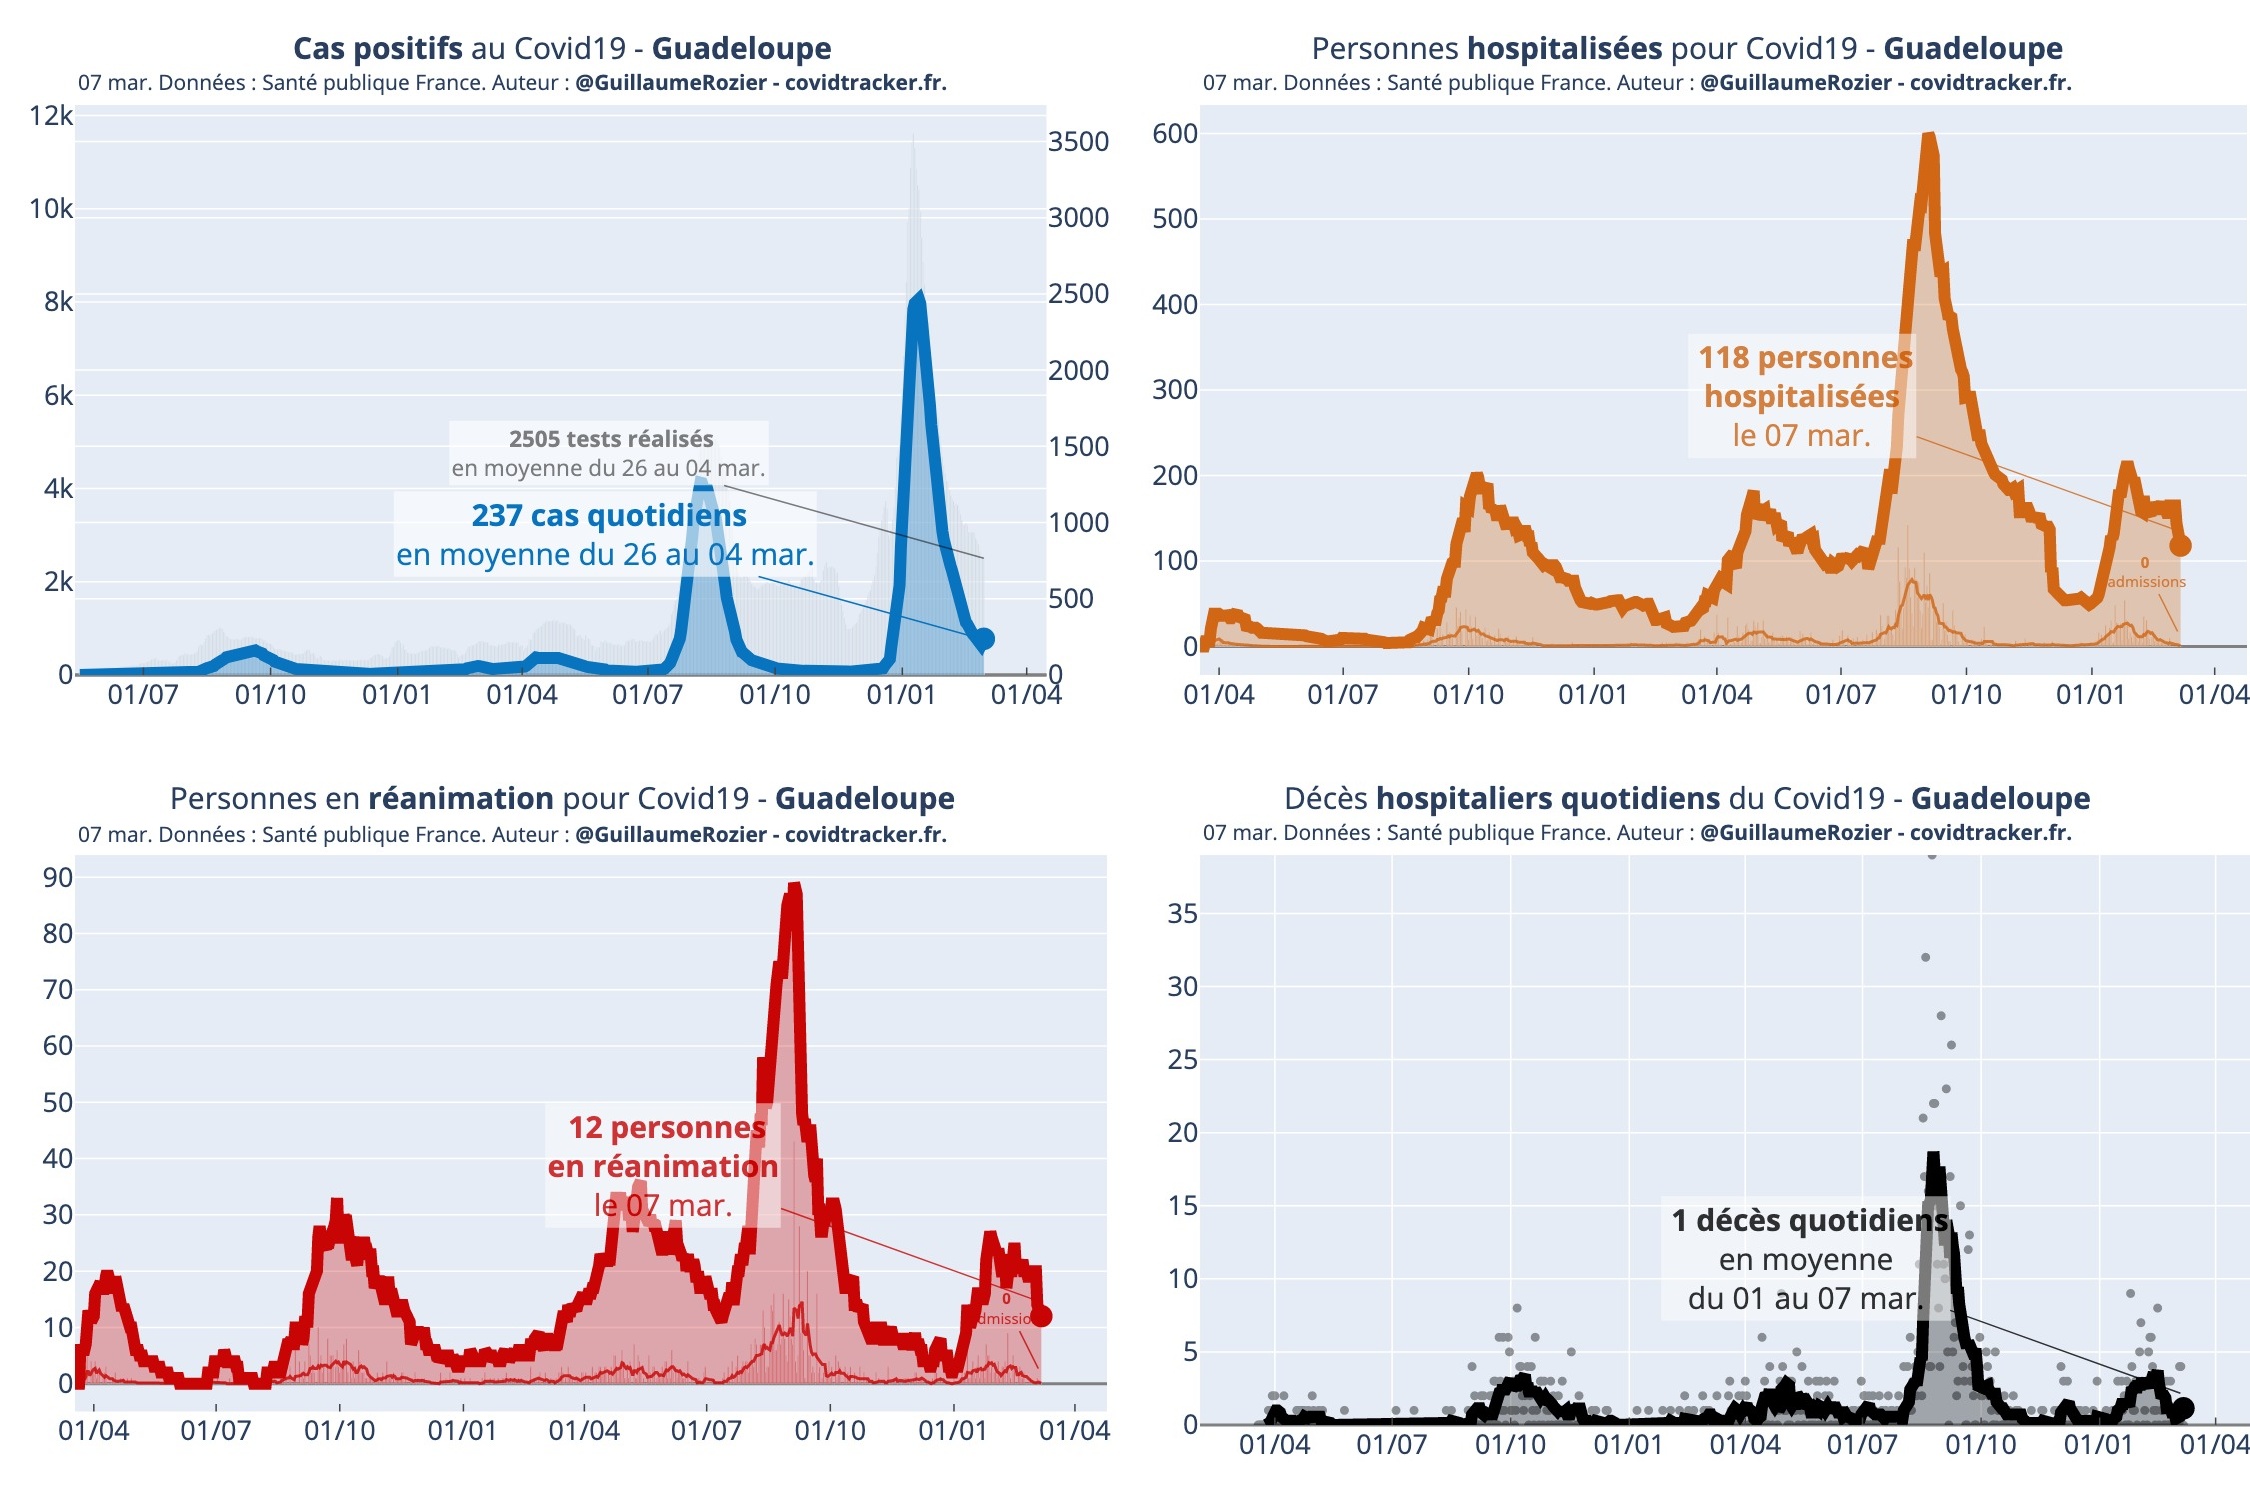 Cas positifs au Covid19 - Guadeloupe
07 mar. Données : Santé publique France. Auteur : @GuillaumeRozier - covidtracker.fr.
12k
10k
8k
6k
4k
2k
0
3500
3000
2500
2000
1500
1000
500
0
2505 tests réalisés
en moyenne du 26 au 04 mar.
237 cas quotidiens
en moyenne du 26 au 04 mar.
01/07 01/10 01/01 01/04 01/07 01/10 01/01 01/04
Personnes hospitalisées pour Covid19 - Guadeloupe
07 mar. Données : Santé publique France. Auteur : @GuillaumeRozier - covidtracker.fr.
600
500
400
300
200
100
0
118 personnes
hospitalisées
le 07 mar.
0
admissions
01/04 01/07 01/10 01/01 01/04 01/07 01/10 01/01 01/04
Personnes en réanimation pour Covid19 - Guadeloupe
07 mar. Données : Santé publique France. Auteur : @GuillaumeRozier - covidtracker.fr.
90
80
70
60
50
40
30
20
10
0
12 personnes
en réanimation
le 07 mar.
0
dmissio
01/04 01/07 01/10 01/01 01/04 01/07 01/10 01/01 01/04
Décès hospitaliers quotidiens du Covid19 - Guadeloupe
07 mar. Données : Santé publique France. Auteur : @GuillaumeRozier - covidtracker.fr.
35
30
25
20
15
10
5
0
1 décès quotidiens
en moyenne
du 01 au 07 mar.
01/04 01/07 01/10 01/01 01/04 01/07 01/10 01/01 01/04